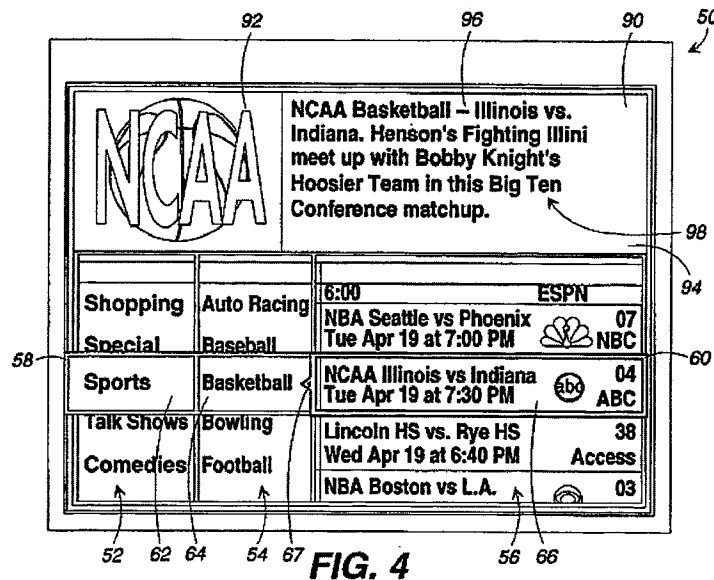 92
96
90
50
NCAA
NCAA Basketball – Illinois vs.
Indiana. Henson's Fighting Illini
meet up with Bobby Knight's
Hoosier Team in this Big Ten
Conference matchup.
98
94
Shopping
Special
Sports
Talk Shows
Comedies
Auto Racing
Baseball
Basketball
Bowling
Football
6:00 ESPN
NBA Seattle vs Phoenix 07
Tue Apr 19 at 7:00 PM NBC
NCAA Illinois vs Indiana 04
Tue Apr 19 at 7:30 PM abc ABC
Lincoln HS vs. Rye HS 38
Wed Apr 19 at 6:40 PM Access
NBA Boston vs L.A. 03
58
60
52
62
64
54
67
56
66
FIG. 4